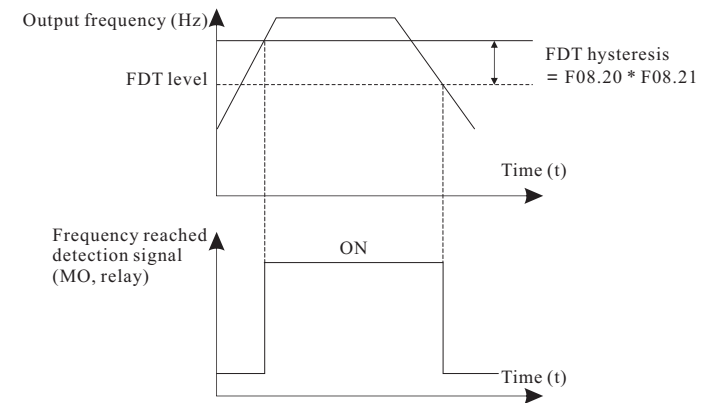 Output frequency (Hz)
FDT level
FDT hysteresis
= F08.20 * F08.21
Time (t)
Frequency reached
detection signal
(MO, relay)
ON
Time (t)